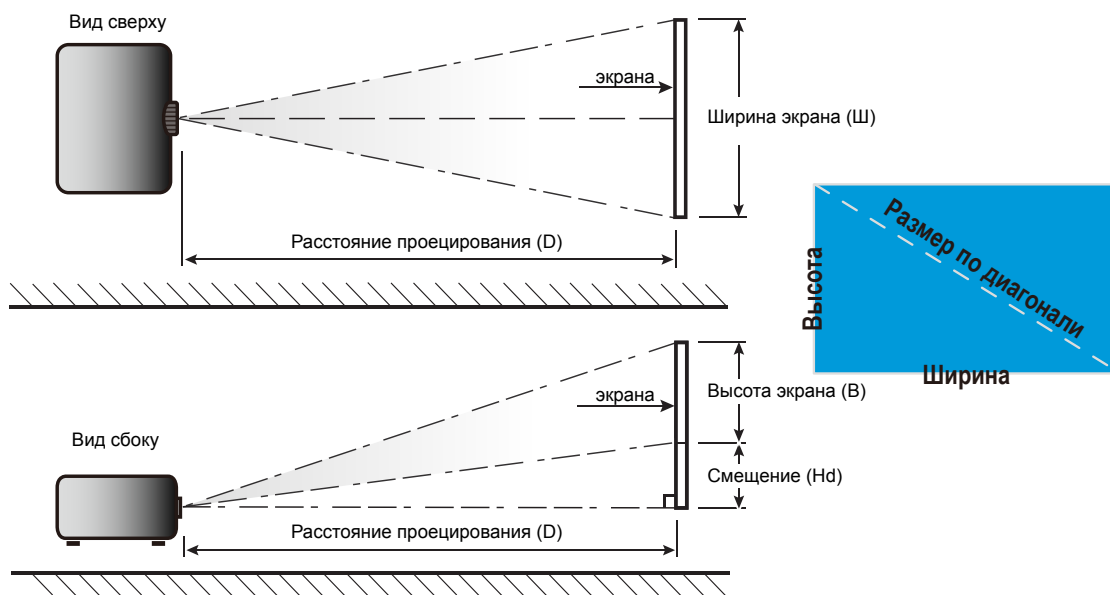 Вид сверху
экрана
Ширина экрана (Ш)
Расстояние проецирования (D)
Высота
Размер по диагонали
Ширина
Вид сбоку
экрана
Высота экрана (В)
Смещение (Hd)
Расстояние проецирования (D)